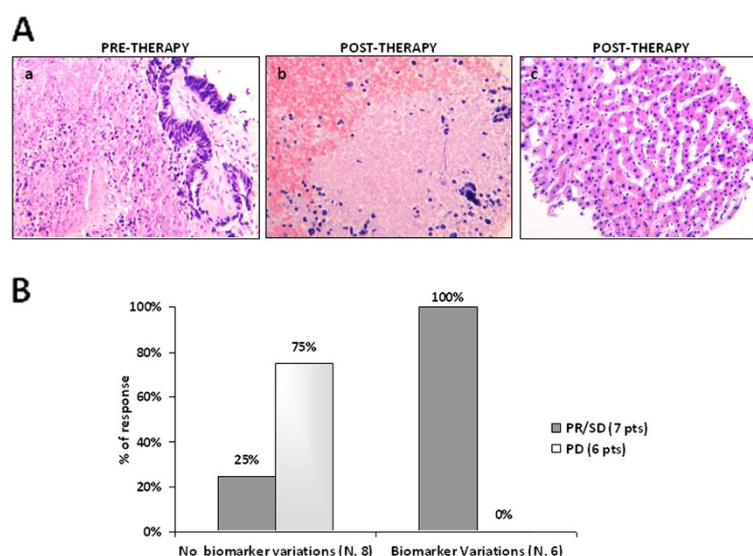 A
PRE-THERAPY POST-THERAPY POST-THERAPY
a b c
B
100%
100%
80%
75%
60%
% of response
40%
25%
20%
0%
0%
PR/SD (7 pts)
PD (6 pts)
No biomarker variations (N. 8) Biomarker Variations (N. 6)